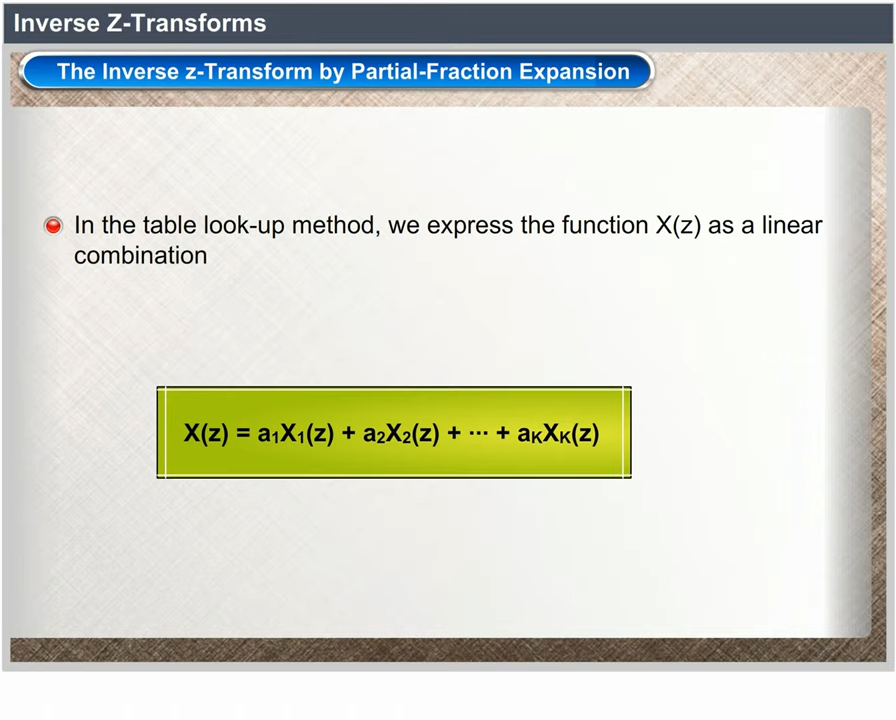 Inverse Z-Transforms
The Inverse z-Transform by Partial-Fraction Expansion
In the table look-up method, we express the function X(z) as a linear
combination
X(z) = a₁X₁(z) + a₂X₂(z) + ··· + aₖXₖ(z)